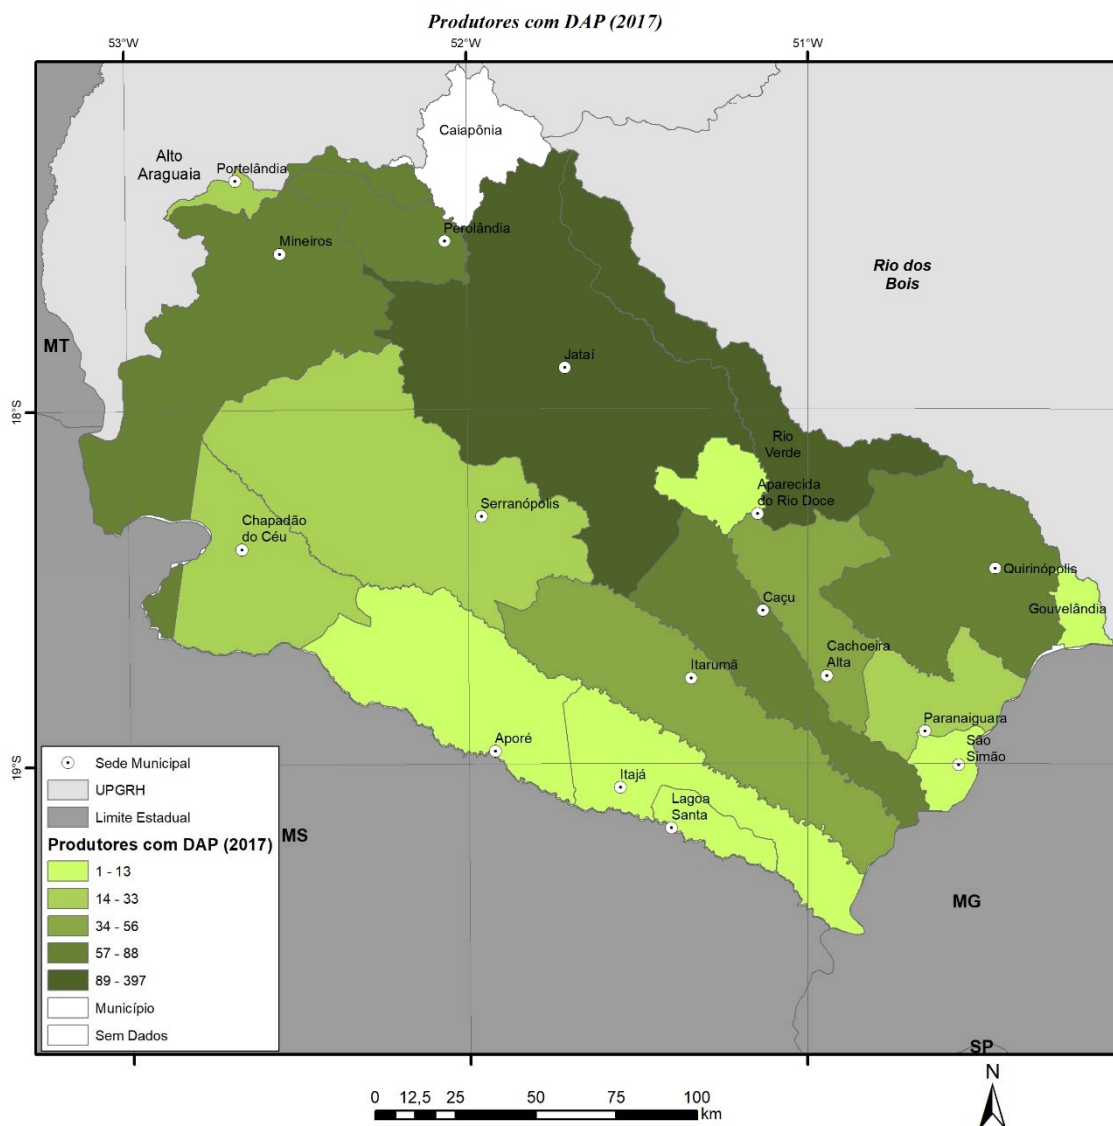 Produtores com DAP (2017)
53°W
52°W
51°W
Caiapônia
Alto
Araguaia
Portelândia
Perolândia
Mineiros
Rio dos
Bois
MT
Jataí
18°S
Rio
Verde
Aparecida
do Rio Doce
Serranópolis
Chapadão
do Céu
Quirinópolis
Gouvelândia
Caçu
Cachoeira
Alta
Itarumã
Paranaiguara
São
Simão
Aporé
Itajá
Lagoa
Santa
19°S
MS
MG
SP
Sede Municipal
UPGRH
Limite Estadual
Produtores com DAP (2017)
1 - 13
14 - 33
34 - 56
57 - 88
89 - 397
Município
Sem Dados
0 12,5 25 50 75 100
km
N